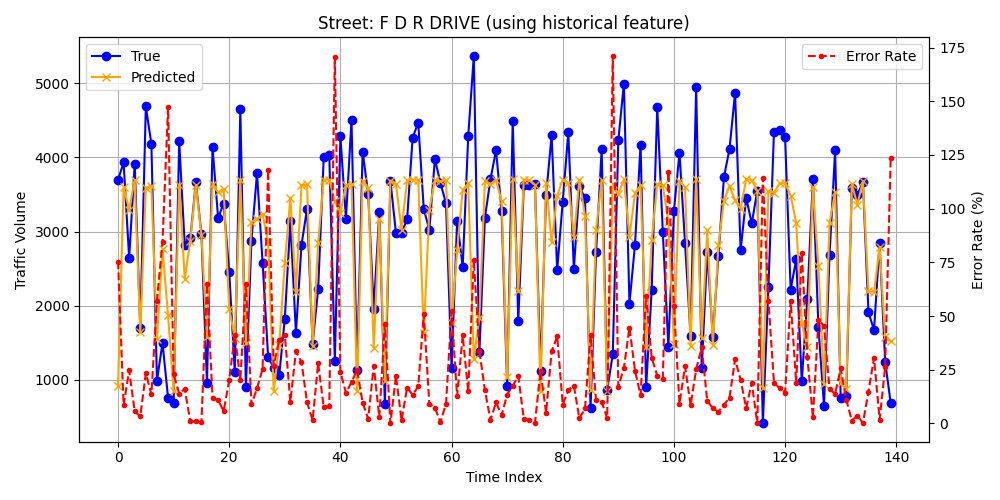 Street: F D R DRIVE (using historical feature)
True
Predicted
Error Rate
Traffic Volume
5000
4000
3000
2000
1000
175
150
125
100
75
50
25
0
Error Rate (%)
0 20 40 60 80 100 120 140
Time Index